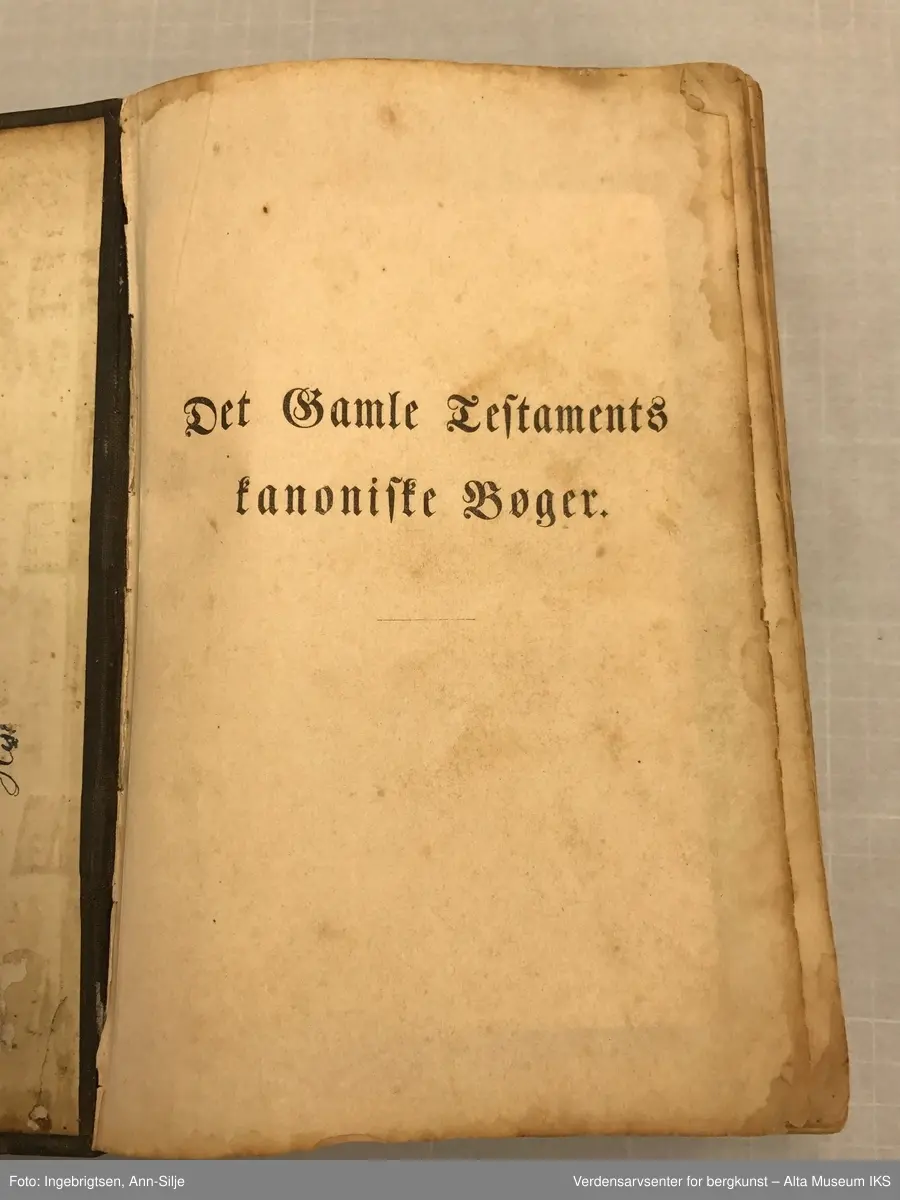 Det Gamle Testaments
kanoniske Bøger.
Foto: Ingebrigtsen, Ann-Silje
Verdensarvsenter for bergkunst – Alta Museum IKS